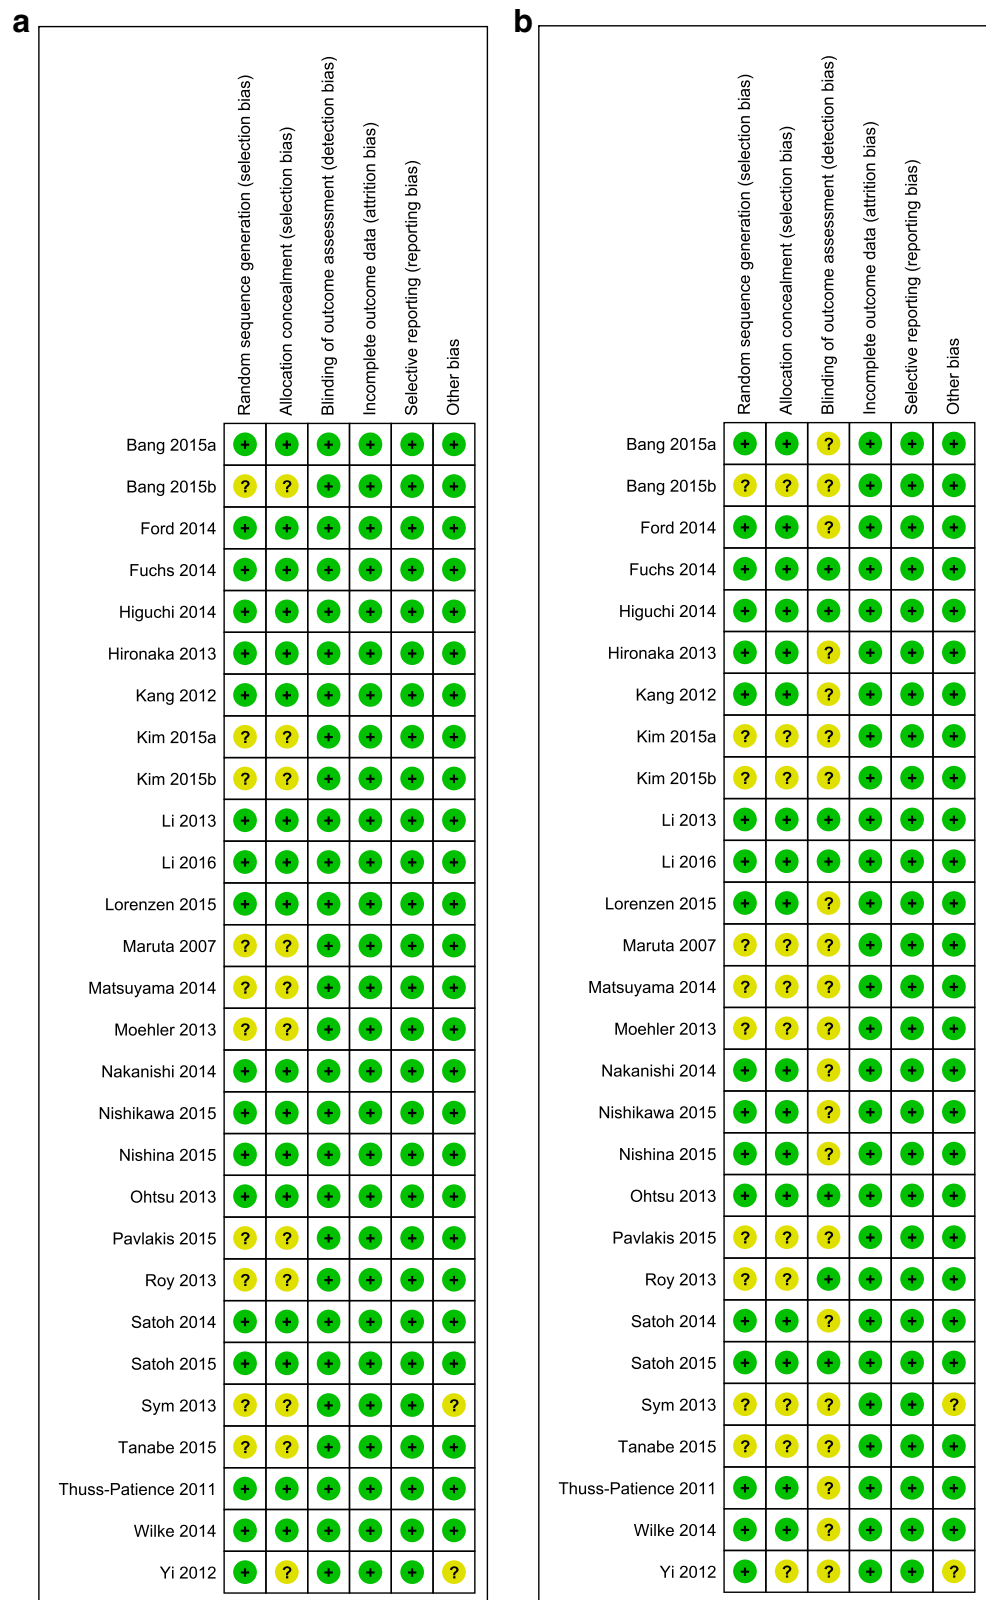 a
Random sequence generation (selection bias)
Allocation concealment (selection bias)
Blinding of outcome assessment (detection bias)
Incomplete outcome data (attrition bias)
Selective reporting (reporting bias)
Other bias
Bang 2015a + + + + + +
Bang 2015b ? ? + + + +
Ford 2014 + + + + + +
Fuchs 2014 + + + + + +
Higuchi 2014 + + + + + +
Hironaka 2013 + + + + + +
Kang 2012 + + + + + +
Kim 2015a ? ? + + + +
Kim 2015b ? ? + + + +
Li 2013 + + + + + +
Li 2016 + + + + + +
Lorenzen 2015 + + + + + +
Maruta 2007 ? ? + + + +
Matsuyama 2014 ? ? + + + +
Moehler 2013 ? ? + + + +
Nakanishi 2014 + + + + + +
Nishikawa 2015 + + + + + +
Nishina 2015 + + + + + +
Ohtsu 2013 + + + + + +
Pavlakis 2015 ? ? + + + +
Roy 2013 ? ? + + + +
Satoh 2014 + + + + + +
Satoh 2015 + + + + + +
Sym 2013 ? ? + + + ?
Tanabe 2015 ? ? + + + +
Thuss-Patience 2011 + + + + + +
Wilke 2014 + + + + + +
Yi 2012 + ? + + + ?
b
Random sequence generation (selection bias)
Allocation concealment (selection bias)
Blinding of outcome assessment (detection bias)
Incomplete outcome data (attrition bias)
Selective reporting (reporting bias)
Other bias
Bang 2015a + + ? + + +
Bang 2015b ? ? ? + + +
Ford 2014 + + ? + + +
Fuchs 2014 + + + + + +
Higuchi 2014 + + + + + +
Hironaka 2013 + + ? + + +
Kang 2012 + + ? + + +
Kim 2015a ? ? ? + + +
Kim 2015b ? ? ? + + +
Li 2013 + + + + + +
Li 2016 + + + + + +
Lorenzen 2015 + + ? + + +
Maruta 2007 ? ? ? + + +
Matsuyama 2014 ? ? ? + + +
Moehler 2013 ? ? ? + + +
Nakanishi 2014 + + ? + + +
Nishikawa 2015 + + ? + + +
Nishina 2015 + + ? + + +
Ohtsu 2013 + + + + + +
Pavlakis 2015 ? ? ? + + +
Roy 2013 ? ? + + + +
Satoh 2014 + + ? + + +
Satoh 2015 + + + + + +
Sym 2013 ? ? ? + + ?
Tanabe 2015 ? ? ? + + +
Thuss-Patience 2011 + + ? + + +
Wilke 2014 + + ? + + +
Yi 2012 + ? ? + + ?